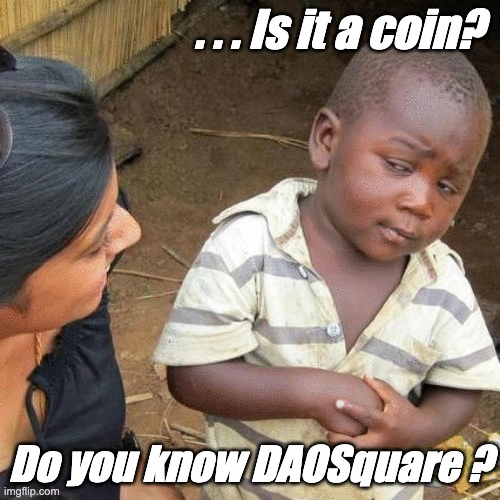 . . . Is it a coin?
Do you know DAOSquare ?
imgflip.com